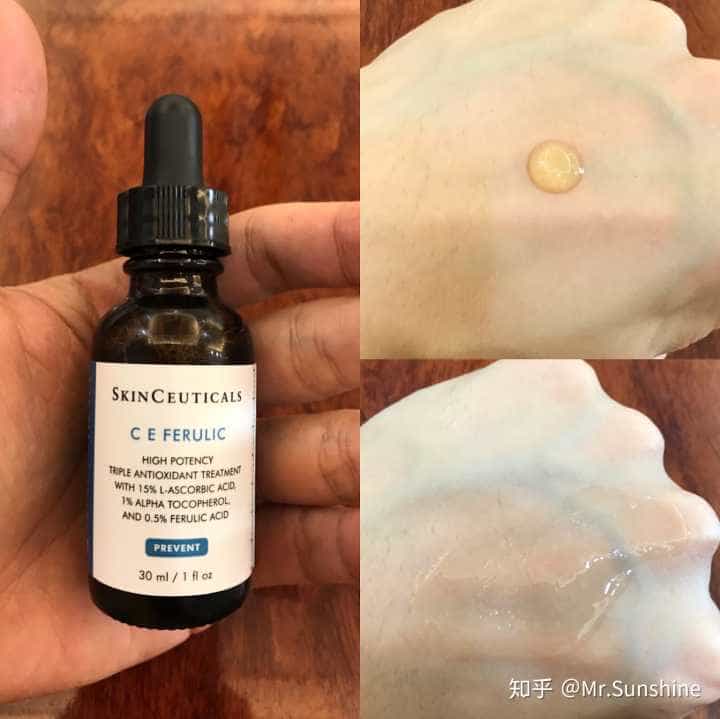 SKINCEUTICALS
C E FERULIC
HIGH POTENCY
TRIPLE ANTIOXIDANT TREATMENT
WITH 15% L-ASCORBIC ACID,
1% ALPHA TOCOPHEROL,
AND 0.5% FERULIC ACID
PREVENT
30 ml / 1 fl oz
知乎 @Mr.Sunshine